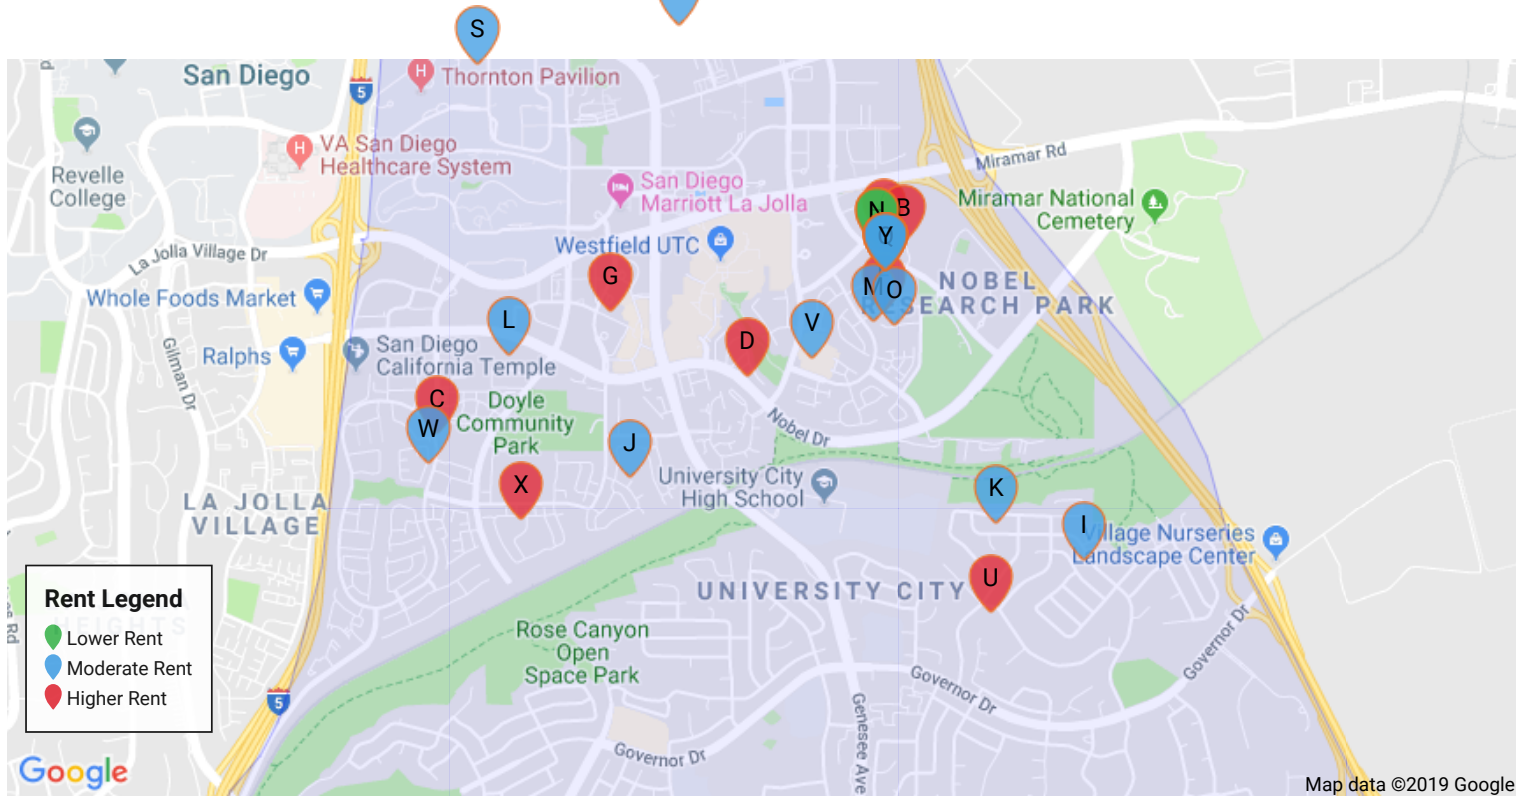 S
San Diego
5
H
Thornton Pavilion
H
VA San Diego
Healthcare System
Miramar Rd
Revelle
College
San Diego
Marriott La Jolla
Miramar National
Cemetery
N
B
La Jolla Village Dr
Westfield UTC
Y
G
NOBEL
RESEARCH PARK
M
O
Whole Foods Market
L
V
Ralphs
San Diego
California Temple
D
Gilman Dr
C
Doyle
Community
Park
W
J
Nobel Dr
X
University City
High School
K
LA JOLLA
VILLAGE
I
Village Nurseries
Landscape Center
U
UNIVERSITY CITY
Rent Legend
Lower Rent
Moderate Rent
Higher Rent
Rose Canyon
Open
Space Park
Governor Dr
Governor Dr
5
Genesee Ave
Governor Dr
Google
Map data ©2019 Google